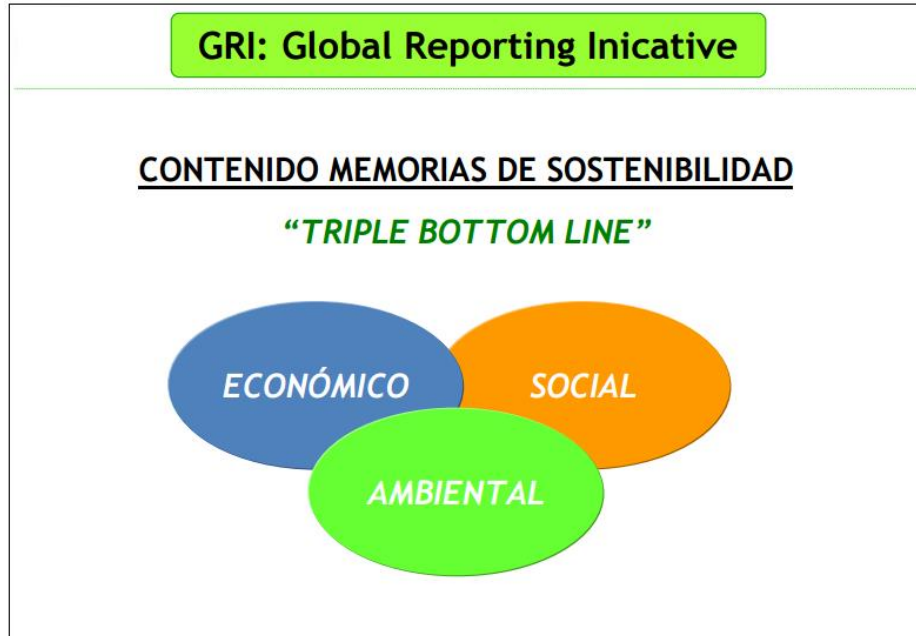 GRI: Global Reporting Inicative
CONTENIDO MEMORIAS DE SOSTENIBILIDAD
“TRIPLE BOTTOM LINE”
ECONÓMICO
SOCIAL
AMBIENTAL